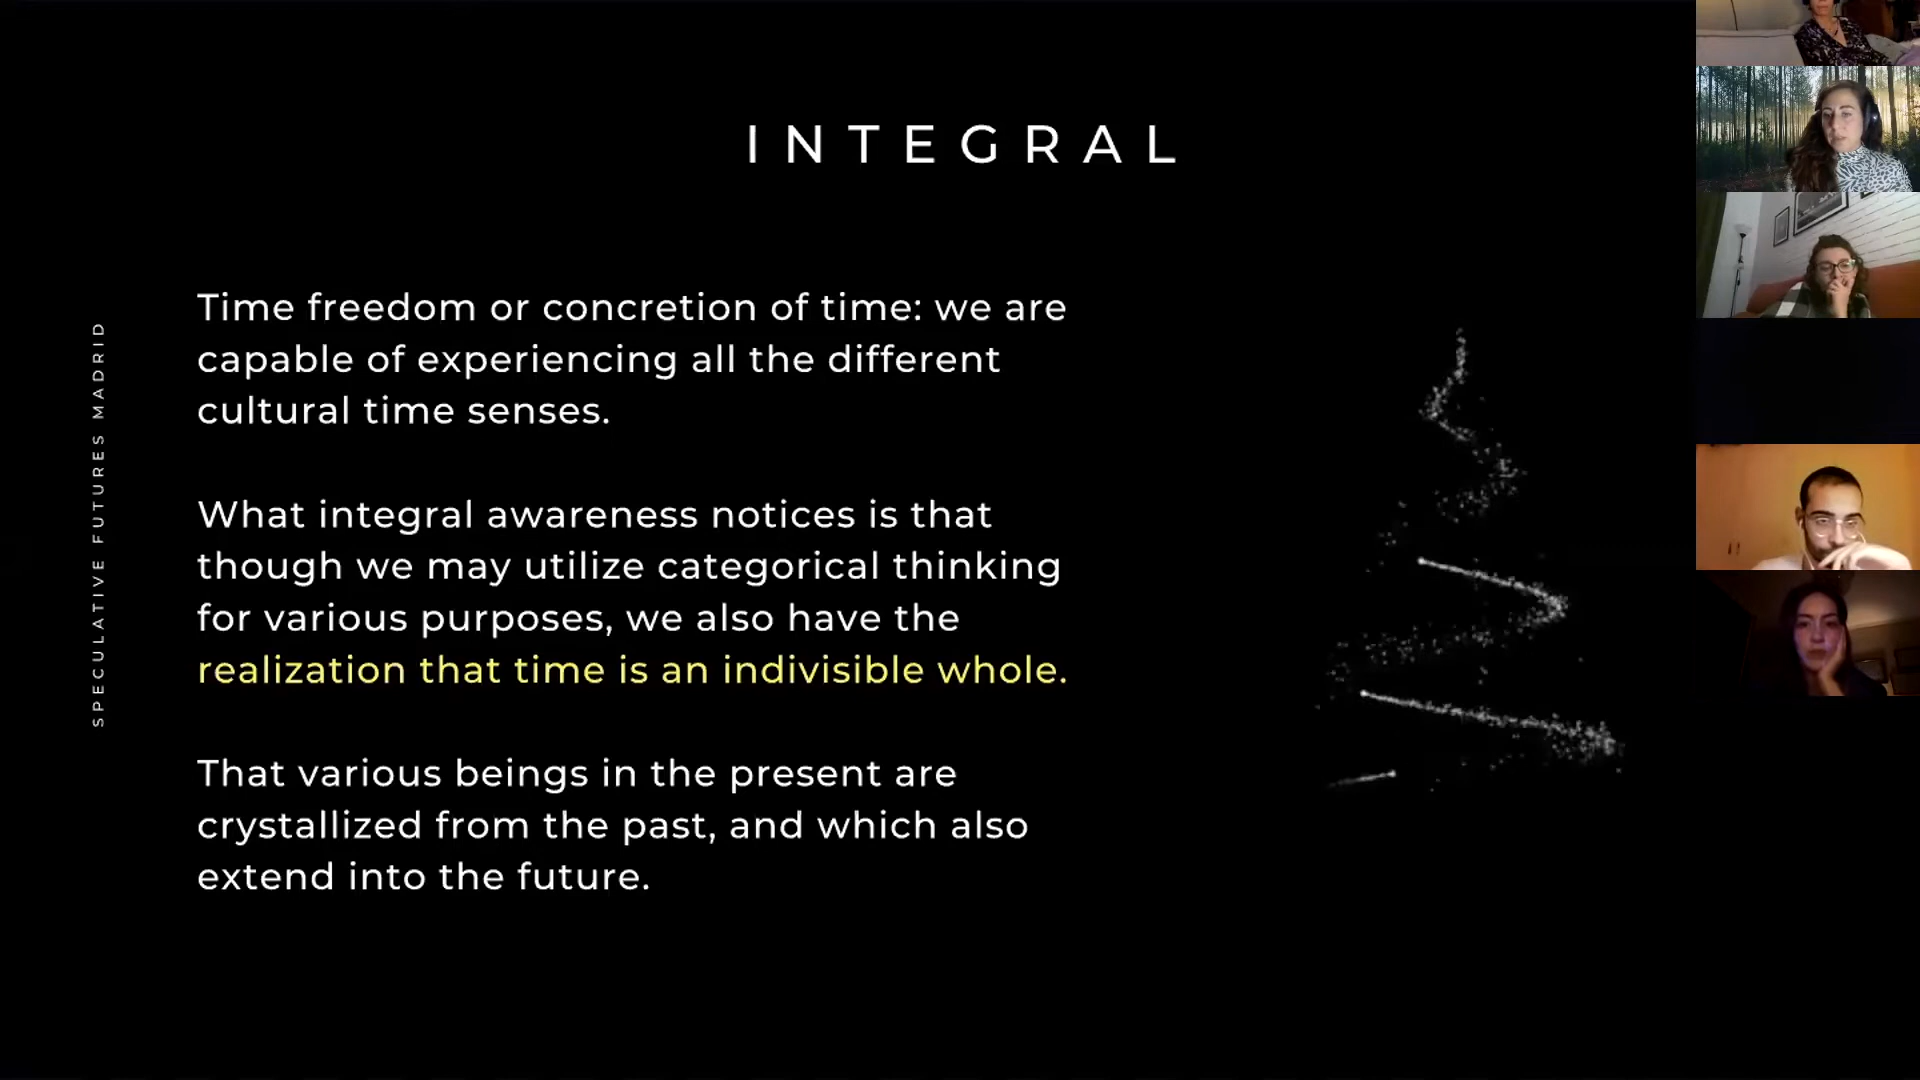 INTEGRAL
SPECULATIVE FUTURES MADRID
Time freedom or concretion of time: we are
capable of experiencing all the different
cultural time senses.
What integral awareness notices is that
though we may utilize categorical thinking
for various purposes, we also have the
realization that time is an indivisible whole.
That various beings in the present are
crystallized from the past, and which also
extend into the future.